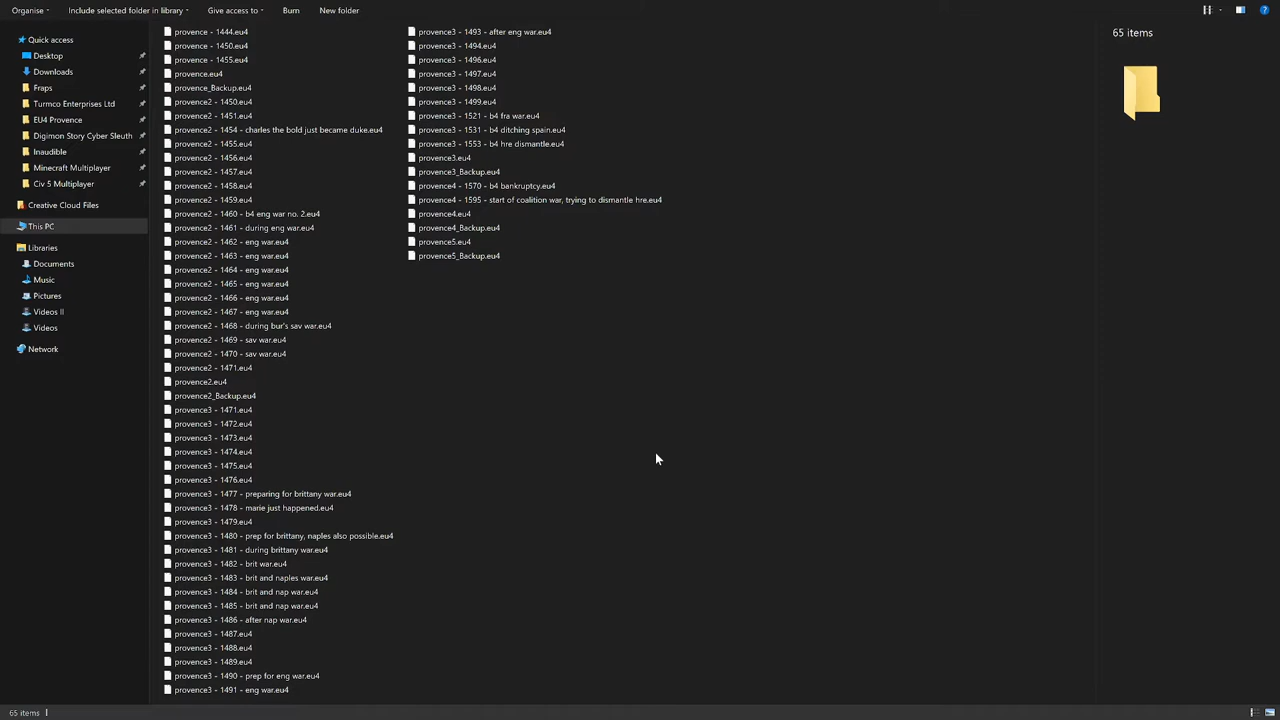 Organise
Include selected folder in library
Give access to
Burn
New folder
Quick access
Desktop
Downloads
Fraps
Turmco Enterprises Ltd
EU4 Provence
Digimon Story Cyber Sleuth
Inaudible
Minecraft Multiplayer
Civ 5 Multiplayer
Creative Cloud Files
This PC
Libraries
Documents
Music
Pictures
Videos II
Videos
Network
provence - 1444.eu4
provence - 1450.eu4
provence - 1455.eu4
provence.eu4
provence_Backup.eu4
provence2 - 1450.eu4
provence2 - 1451.eu4
provence2 - 1454 - charles the bold just became duke.eu4
provence2 - 1455.eu4
provence2 - 1456.eu4
provence2 - 1457.eu4
provence2 - 1458.eu4
provence2 - 1459.eu4
provence2 - 1460 - b4 eng war no. 2.eu4
provence2 - 1461 - during eng war.eu4
provence2 - 1462 - eng war.eu4
provence2 - 1463 - eng war.eu4
provence2 - 1464 - eng war.eu4
provence2 - 1465 - eng war.eu4
provence2 - 1466 - eng war.eu4
provence2 - 1467 - eng war.eu4
provence2 - 1468 - during bur's sav war.eu4
provence2 - 1469 - sav war.eu4
provence2 - 1470 - sav war.eu4
provence2 - 1471.eu4
provence2.eu4
provence2_Backup.eu4
provence3 - 1471.eu4
provence3 - 1472.eu4
provence3 - 1473.eu4
provence3 - 1474.eu4
provence3 - 1475.eu4
provence3 - 1476.eu4
provence3 - 1477 - preparing for brittany war.eu4
provence3 - 1478 - marie just happened.eu4
provence3 - 1479.eu4
provence3 - 1480 - prep for brittany, naples also possible.eu4
provence3 - 1481 - during brittany war.eu4
provence3 - 1482 - brit war.eu4
provence3 - 1483 - brit and naples war.eu4
provence3 - 1484 - brit and nap war.eu4
provence3 - 1485 - brit and nap war.eu4
provence3 - 1486 - after nap war.eu4
provence3 - 1487.eu4
provence3 - 1488.eu4
provence3 - 1489.eu4
provence3 - 1490 - prep for eng war.eu4
provence3 - 1491 - eng war.eu4
provence3 - 1493 - after eng war.eu4
provence3 - 1494.eu4
provence3 - 1496.eu4
provence3 - 1497.eu4
provence3 - 1498.eu4
provence3 - 1499.eu4
provence3 - 1521 - b4 fra war.eu4
provence3 - 1531 - b4 ditching spain.eu4
provence3 - 1553 - b4 hre dismantle.eu4
provence3.eu4
provence3_Backup.eu4
provence4 - 1570 - b4 bankruptcy.eu4
provence4 - 1595 - start of coalition war, trying to dismantle hre.eu4
provence4.eu4
provence4_Backup.eu4
provence5.eu4
provence5_Backup.eu4
65 items
65 items